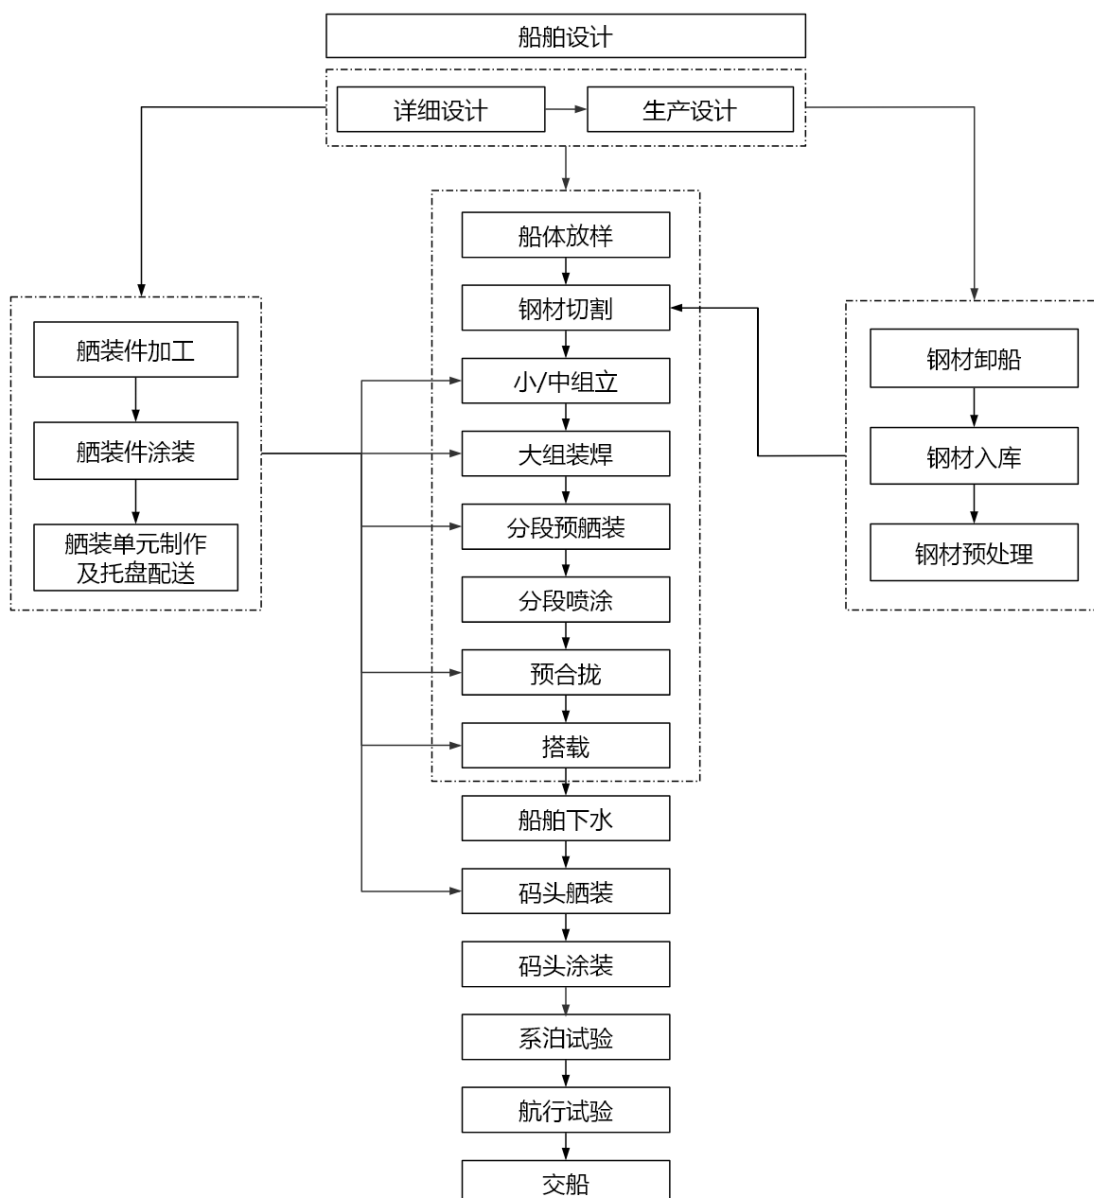 船舶设计
详细设计
生产设计
船体放样
钢材切割
小/中组立
大组装焊
分段预舾装
分段喷涂
预合拢
搭载
船舶下水
码头舾装
码头涂装
系泊试验
航行试验
交船
舾装件加工
舾装件涂装
舾装单元制作
及托盘配送
钢材卸船
钢材入库
钢材预处理